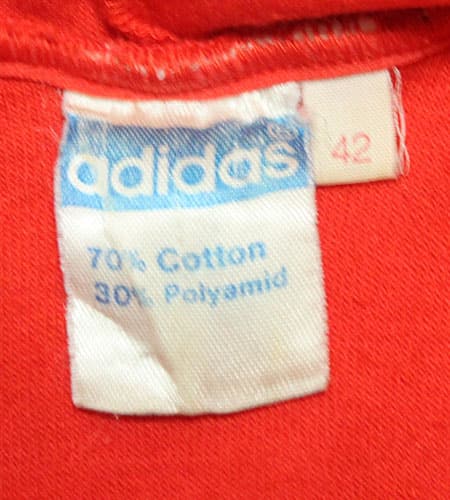 adidas
42
70% Cotton
30% Polyamid